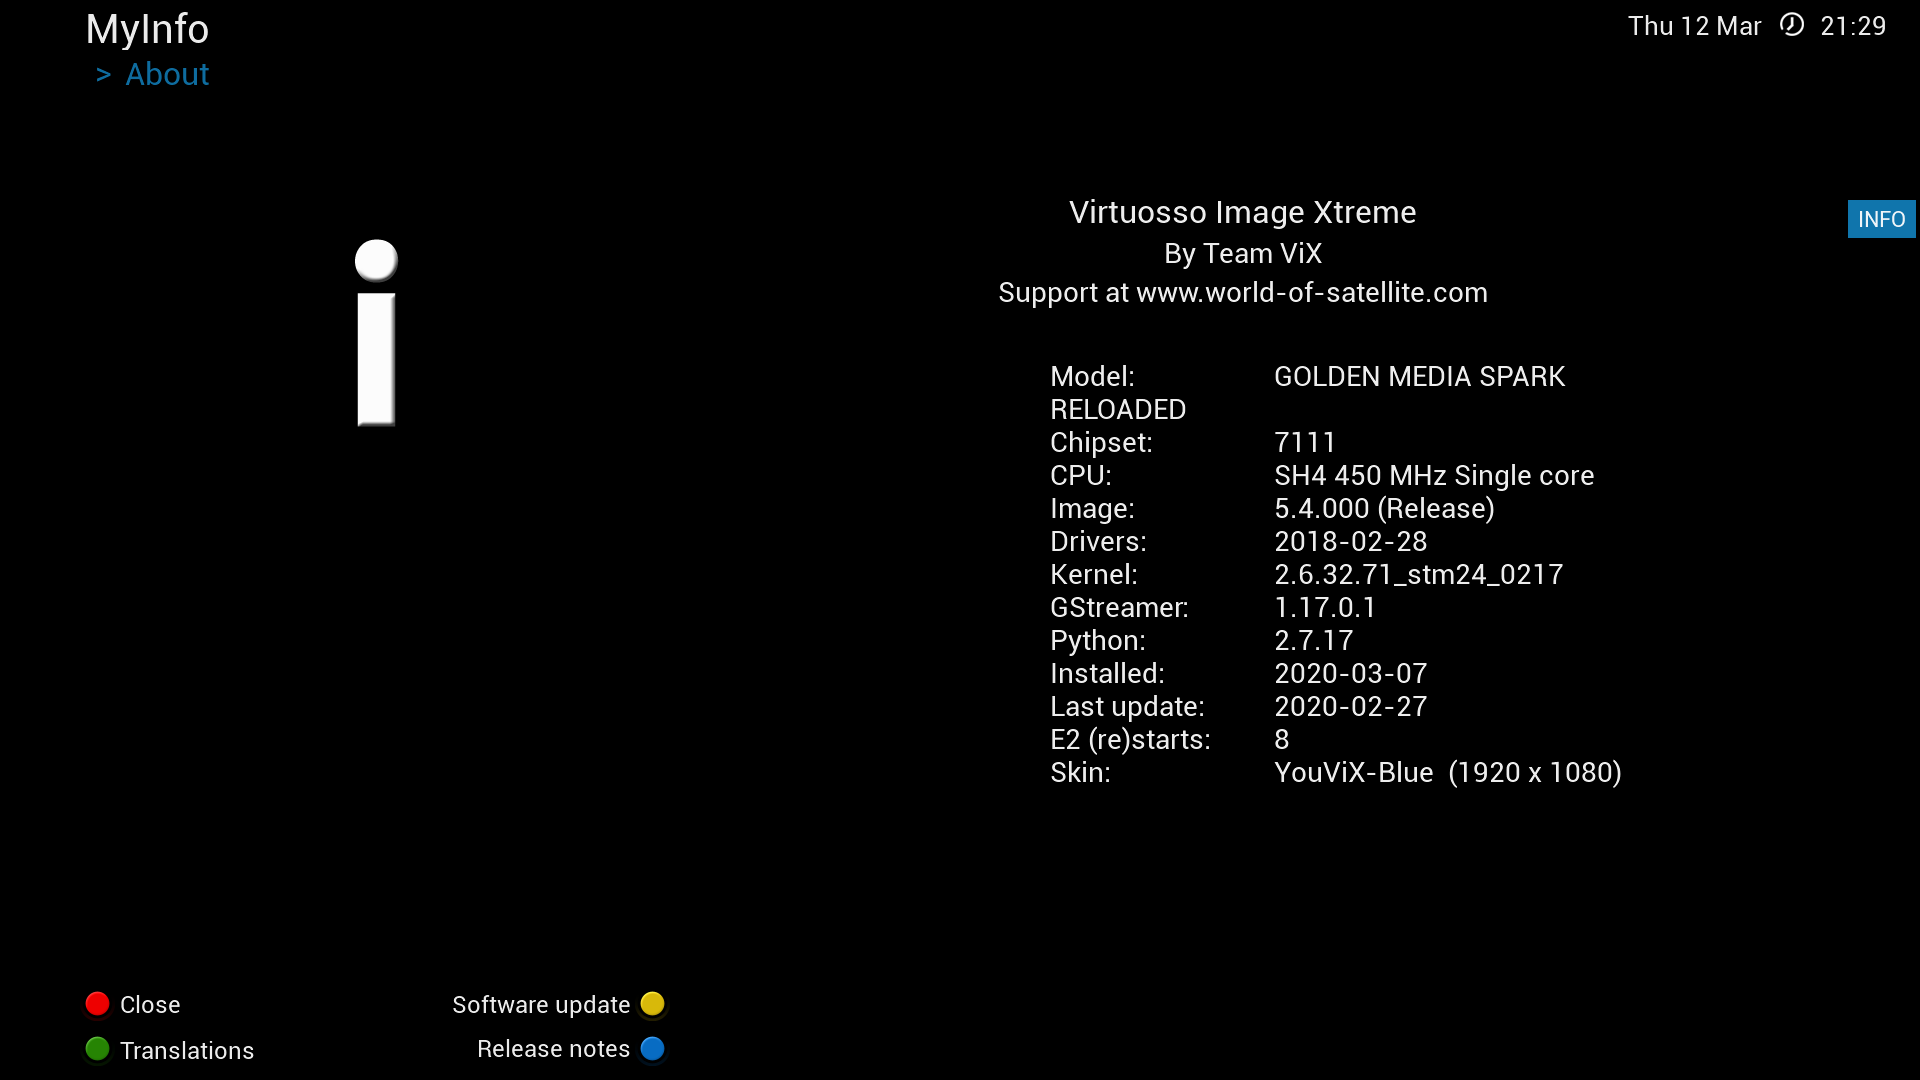 MyInfo
> About
Thu 12 Mar 21:29
INFO
Virtuosso Image Xtreme
By Team ViX
Support at www.world-of-satellite.com
Model: GOLDEN MEDIA SPARK
RELOADED
Chipset: 7111
CPU: SH4 450 MHz Single core
Image: 5.4.000 (Release)
Drivers: 2018-02-28
Kernel: 2.6.32.71_stm24_0217
GStreamer: 1.17.0.1
Python: 2.7.17
Installed: 2020-03-07
Last update: 2020-02-27
E2 (re)starts: 8
Skin: YouViX-Blue (1920 x 1080)
Close
Software update
Translations
Release notes